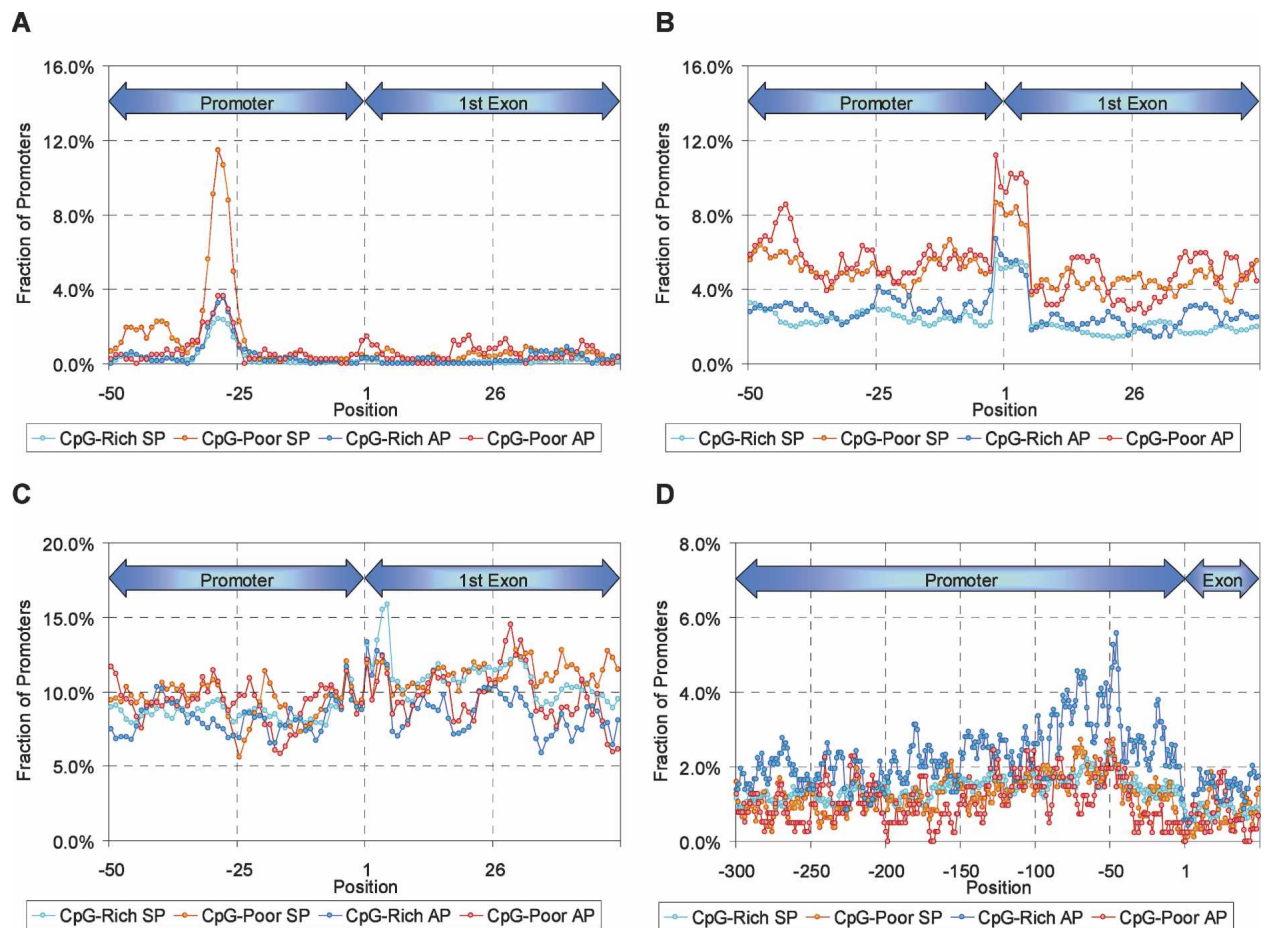 A
16.0%
12.0%
8.0%
4.0%
0.0%
Fraction of Promoters
Promoter
1st Exon
-50 -25 1 26
Position
CpG-Rich SP CpG-Poor SP CpG-Rich AP CpG-Poor AP
B
16.0%
12.0%
8.0%
4.0%
0.0%
Fraction of Promoters
Promoter
1st Exon
-50 -25 1 26
Position
CpG-Rich SP CpG-Poor SP CpG-Rich AP CpG-Poor AP
C
20.0%
15.0%
10.0%
5.0%
0.0%
Fraction of Promoters
Promoter
1st Exon
-50 -25 1 26
Position
CpG-Rich SP CpG-Poor SP CpG-Rich AP CpG-Poor AP
D
8.0%
6.0%
4.0%
2.0%
0.0%
Fraction of Promoters
Promoter
Exon
-300 -250 -200 -150 -100 -50 1
Position
CpG-Rich SP CpG-Poor SP CpG-Rich AP CpG-Poor AP